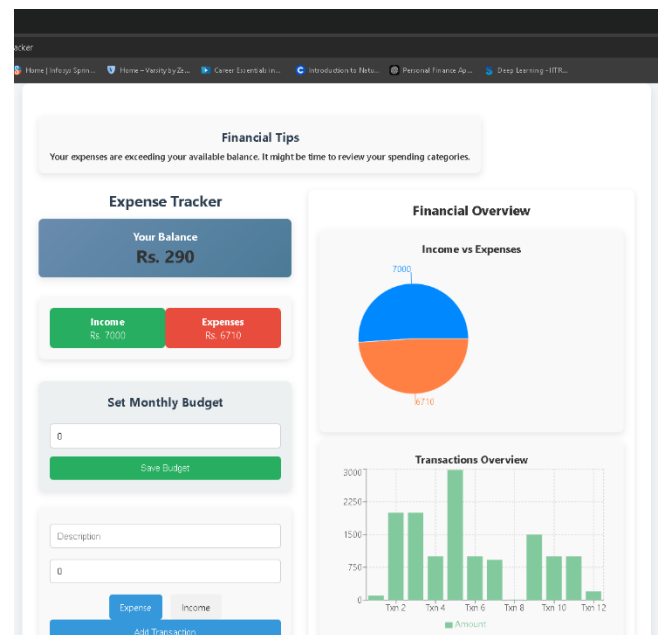 acker
Home | Infosys Sprin...
Home – Varsity by Ze...
Career Essentials in...
Introduction to Natu...
Personal Finance Ap...
Deep Learning - IITR...
Financial Tips
Your expenses are exceeding your available balance. It might be time to review your spending categories.
Expense Tracker
Your Balance
Rs. 290
Income
Rs. 7000
Expenses
Rs. 6710
Set Monthly Budget
0
Save Budget
Description
0
Expense
Income
Add Transaction
Financial Overview
Income vs Expenses
7000
6710
Transactions Overview
3000
2250
1500
750
0
Txn 2
Txn 4
Txn 6
Txn 8
Txn 10
Txn 12
Amount